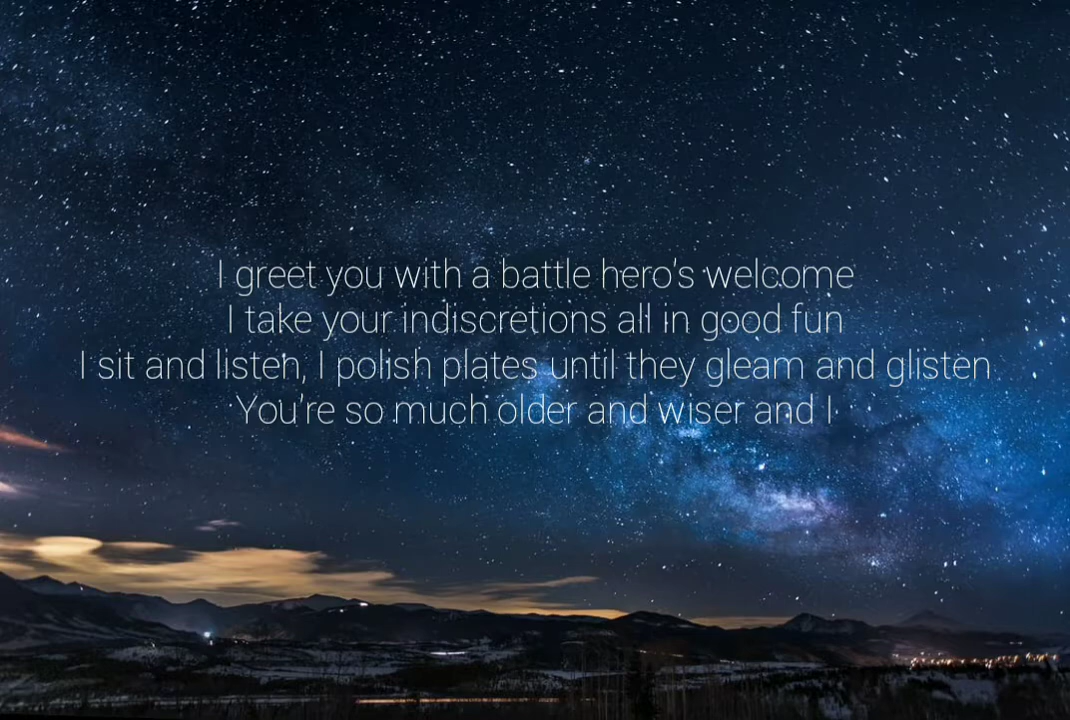 I greet you with a battle hero's welcome
I take your indiscretions all in good fun
I sit and listen, I polish plates until they gleam and glisten
You're so much older and wiser and I